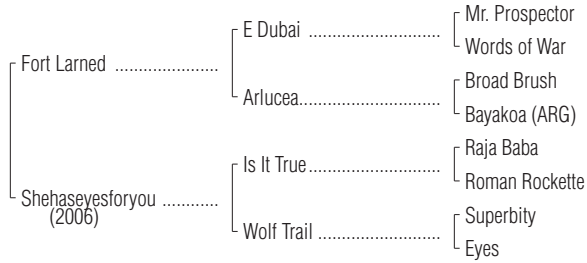 Mr. Prospector
E Dubai ........................
Words of War
Fort Larned ...................
Broad Brush
Arlucea..........................
Bayakoa (ARG)
Raja Baba
Is It True........................
Roman Rockette
Shehaseyesforyou ..........
(2006)
Superbity
Wolf Trail ......................
Eyes